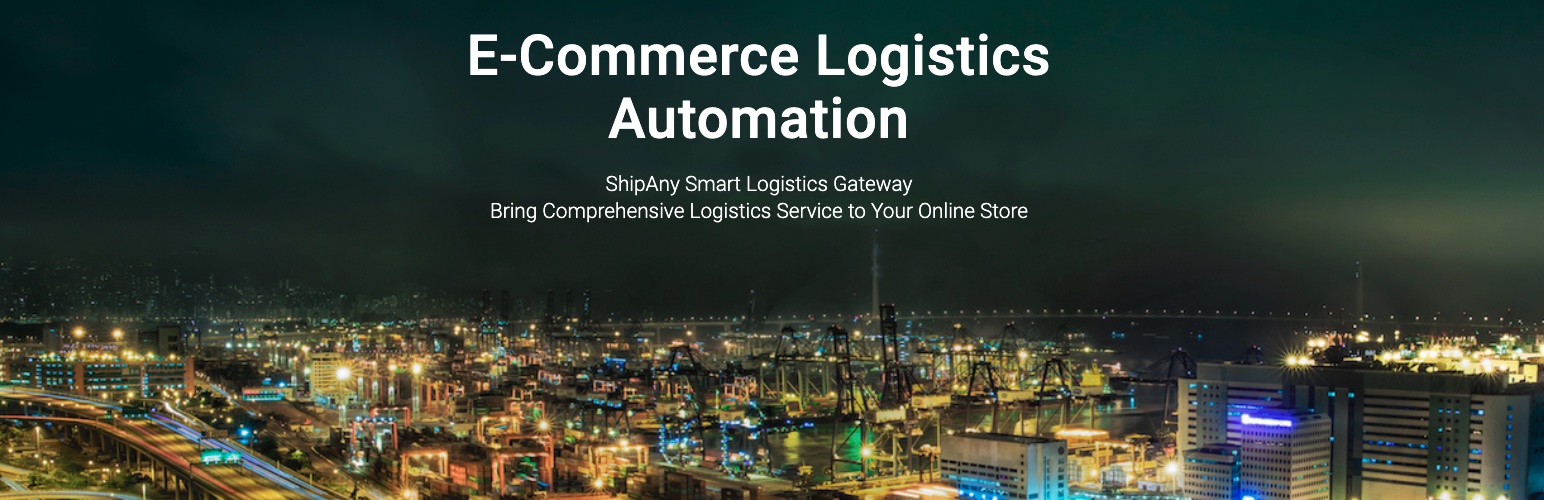 E-Commerce Logistics
Automation
ShipAny Smart Logistics Gateway
Bring Comprehensive Logistics Service to Your Online Store